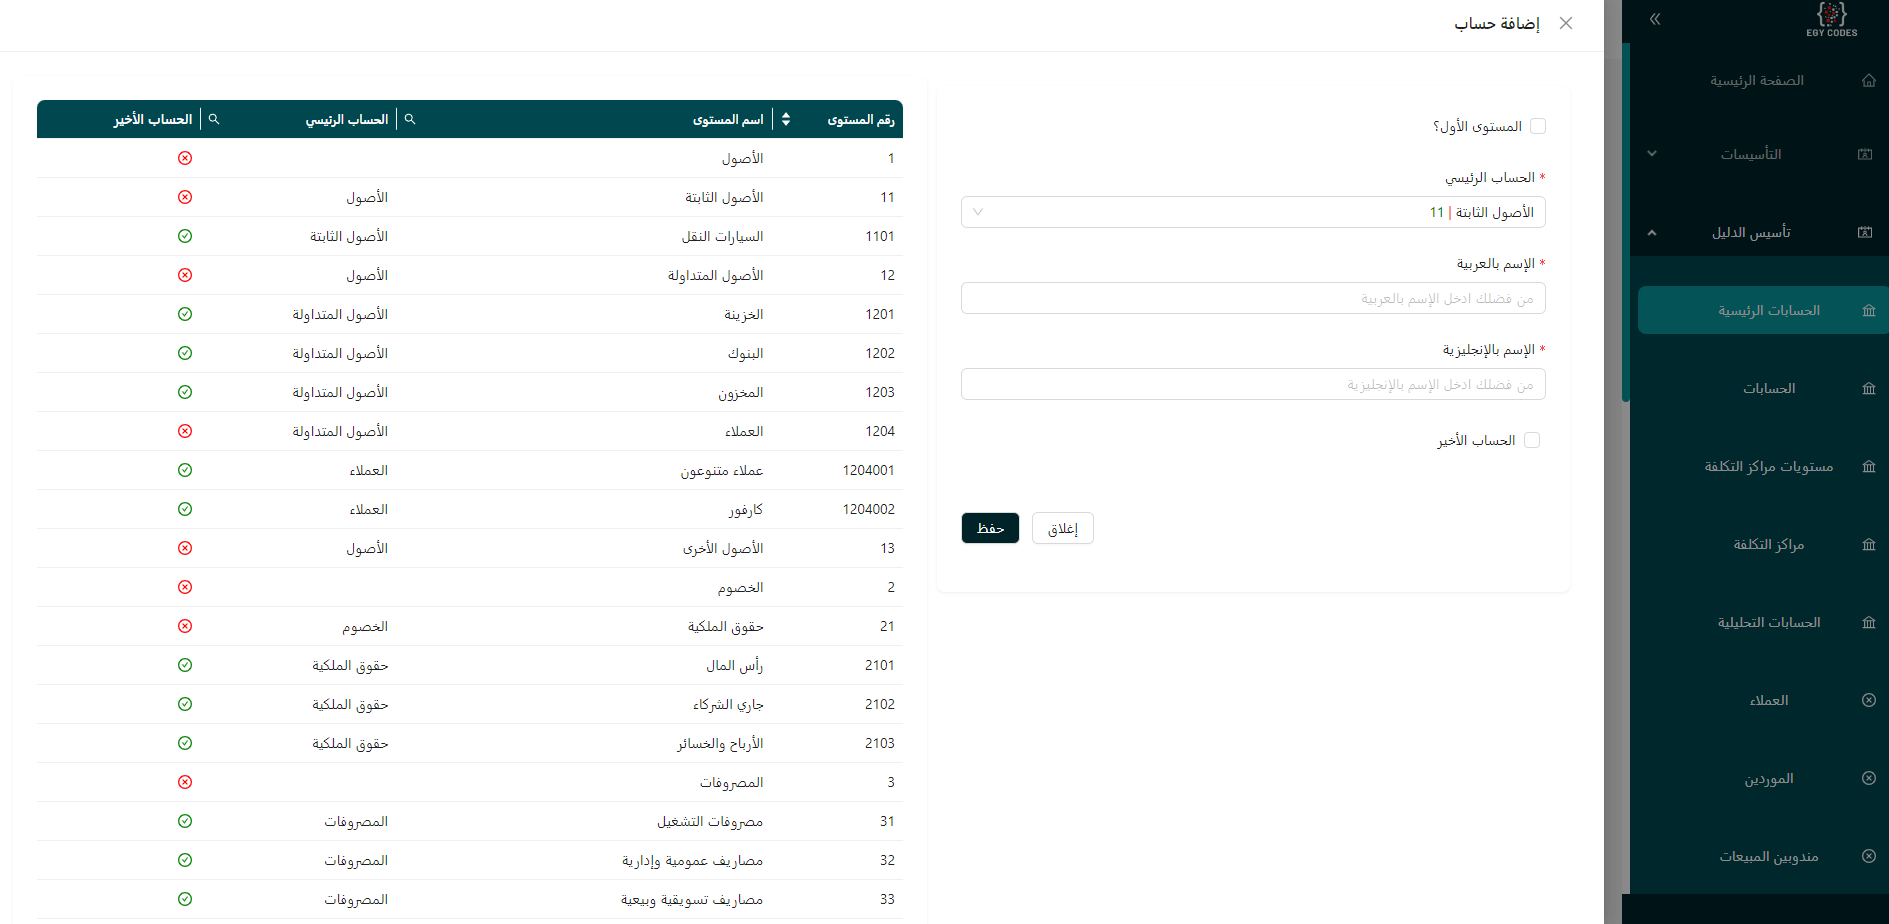 EGY CODES
الصفحة الرئيسية
التأسيسات
تأسيس الدليل
الحسابات الرئيسية
الحسابات
مستويات مراكز التكلفة
مراكز التكلفة
الحسابات التحليلية
العملاء
الموردين
مندوبين المبيعات
إضافة حساب
المستوى الأول؟
* الحساب الرئيسي
الأصول الثابتة | 11
* الإسم بالعربية
من فضلك ادخل الإسم بالعربية
* الإسم بالإنجليزية
من فضلك ادخل الإسم بالإنجليزية
الحساب الأخير
إغلاق حفظ
رقم المستوى اسم المستوى الحساب الرئيسي الحساب الأخير
1 الأصول
11 الأصول الثابتة الأصول
1101 السيارات النقل الأصول الثابتة
12 الأصول المتداولة الأصول
1201 الخزينة الأصول المتداولة
1202 البنوك الأصول المتداولة
1203 المخزون الأصول المتداولة
1204 العملاء الأصول المتداولة
1204001 عملاء متنوعون العملاء
1204002 كارفور العملاء
13 الأصول الأخرى الأصول
2 الخصوم
21 حقوق الملكية الخصوم
2101 رأس المال حقوق الملكية
2102 جاري الشركاء حقوق الملكية
2103 الأرباح والخسائر حقوق الملكية
3 المصروفات
31 مصروفات التشغيل المصروفات
32 مصاريف عمومية وإدارية المصروفات
33 مصاريف تسويقية وبيعية المصروفات